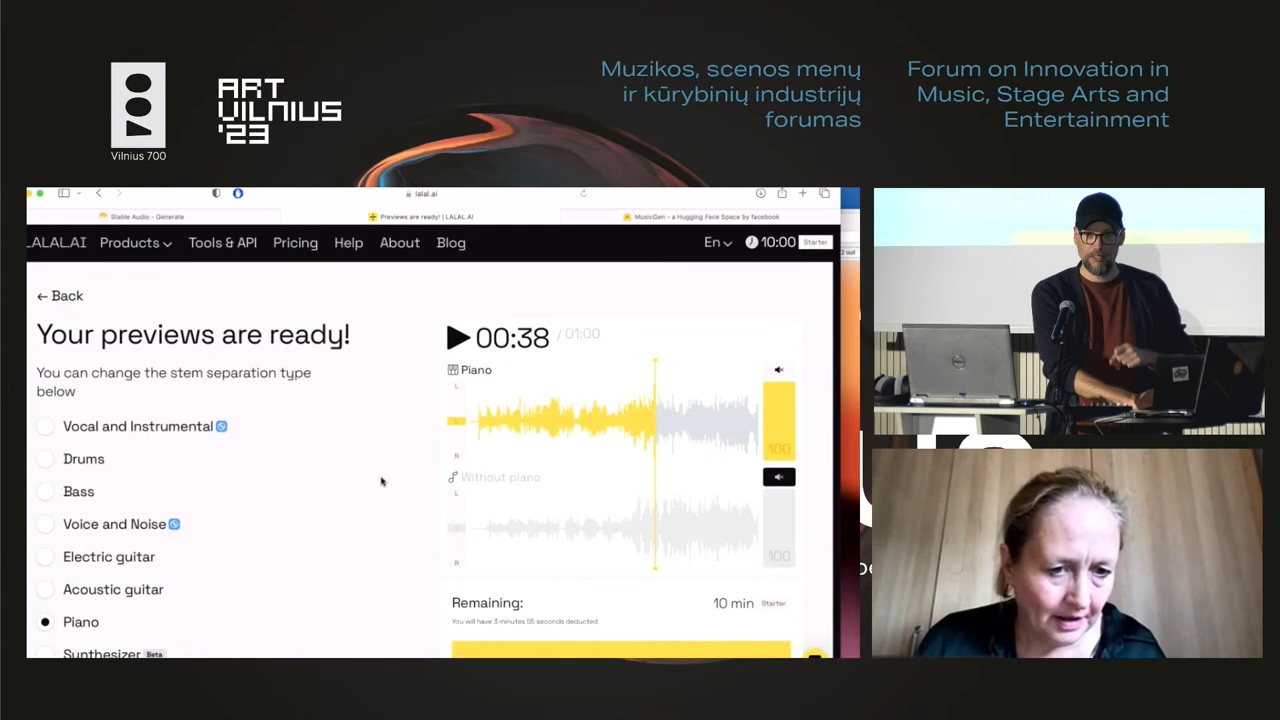 Vilnius 700
ART
VILNIUS
'23
Muzikos, scenos menų
ir kūrybinių industrijų
forumas
Forum on Innovation in
Music, Stage Arts and
Entertainment
lalal.ai
Stable Audio - Generate
Previews are ready! | LALAL.AI
MusicGen - a Hugging Face Space by facebook
LALAL.AI Products Tools & API Pricing Help About Blog En 10:00 Starter
2 out
← Back
Your previews are ready!
You can change the stem separation type
below
Vocal and Instrumental
Drums
Bass
Voice and Noise
Electric guitar
Acoustic guitar
Piano
Synthesizer Beta
00:38 / 01:00
Piano
L
C
R
100
Without piano
L
C
R
100
Remaining: 10 min Starter
You will have 3 minutes 55 seconds deducted
DELL